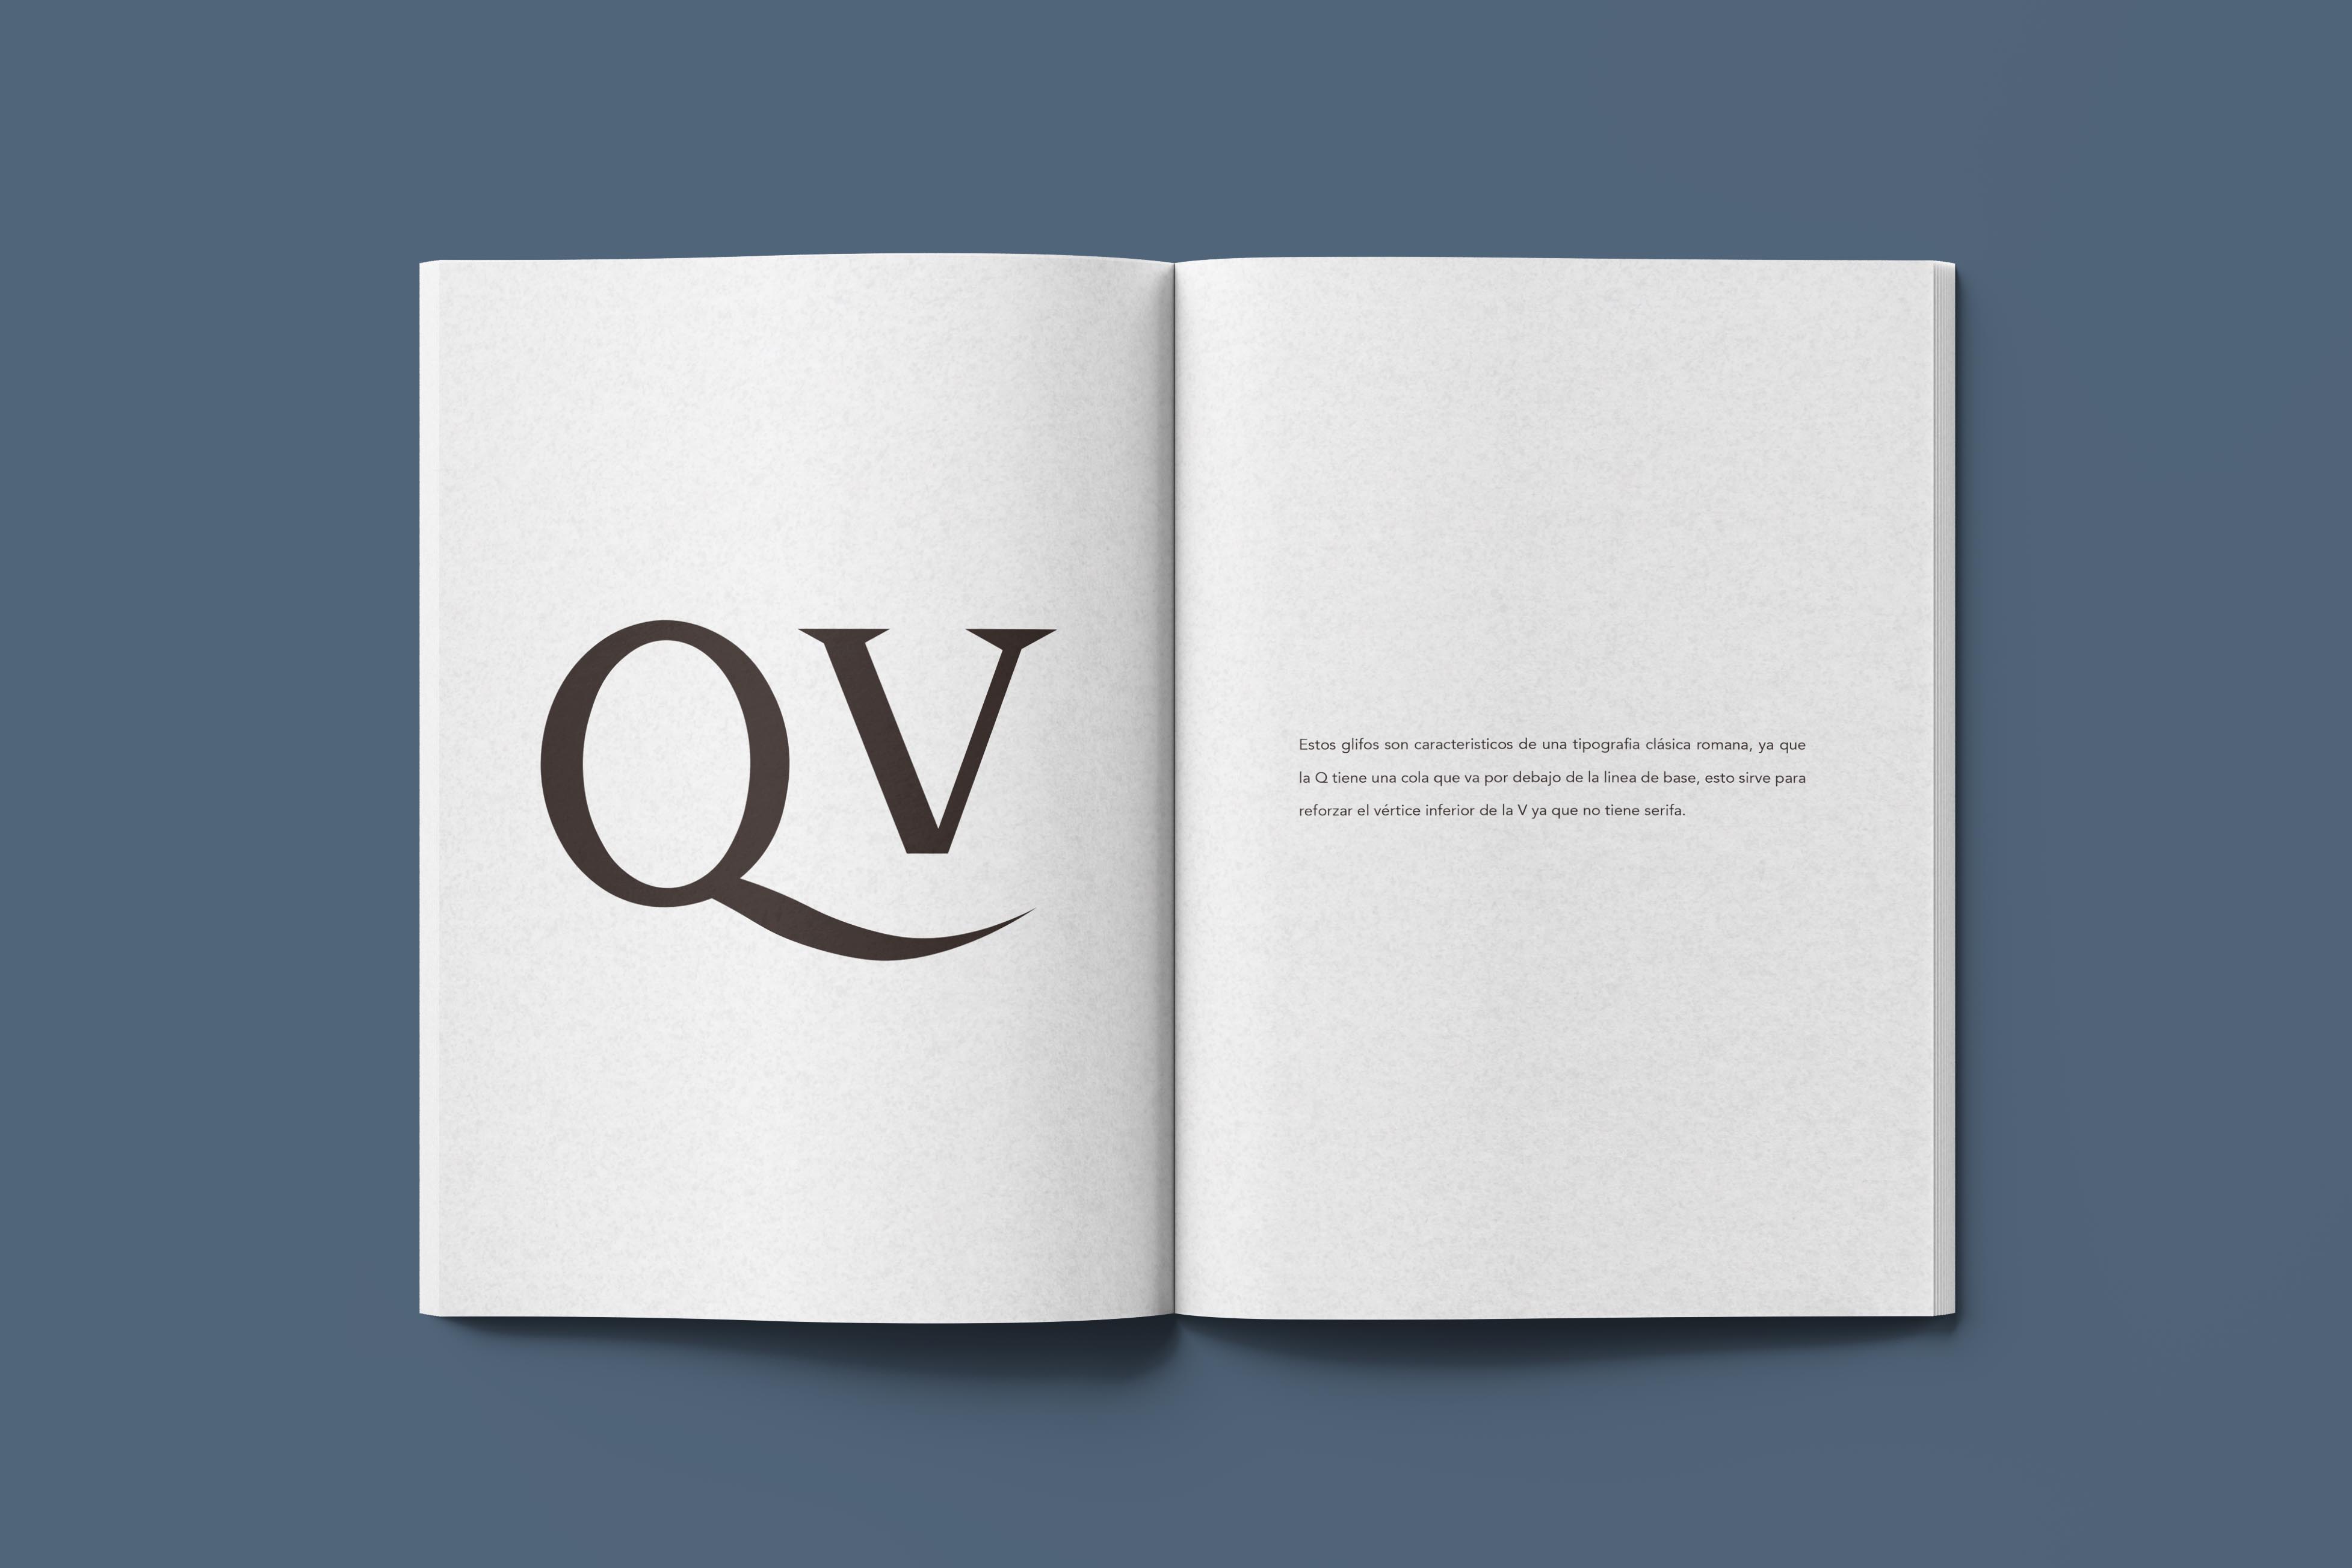 QV
Estos glifos son caracteristicos de una tipografia clásica romana, ya que
la Q tiene una cola que va por debajo de la linea de base, esto sirve para
reforzar el vértice inferior de la V ya que no tiene serifa.